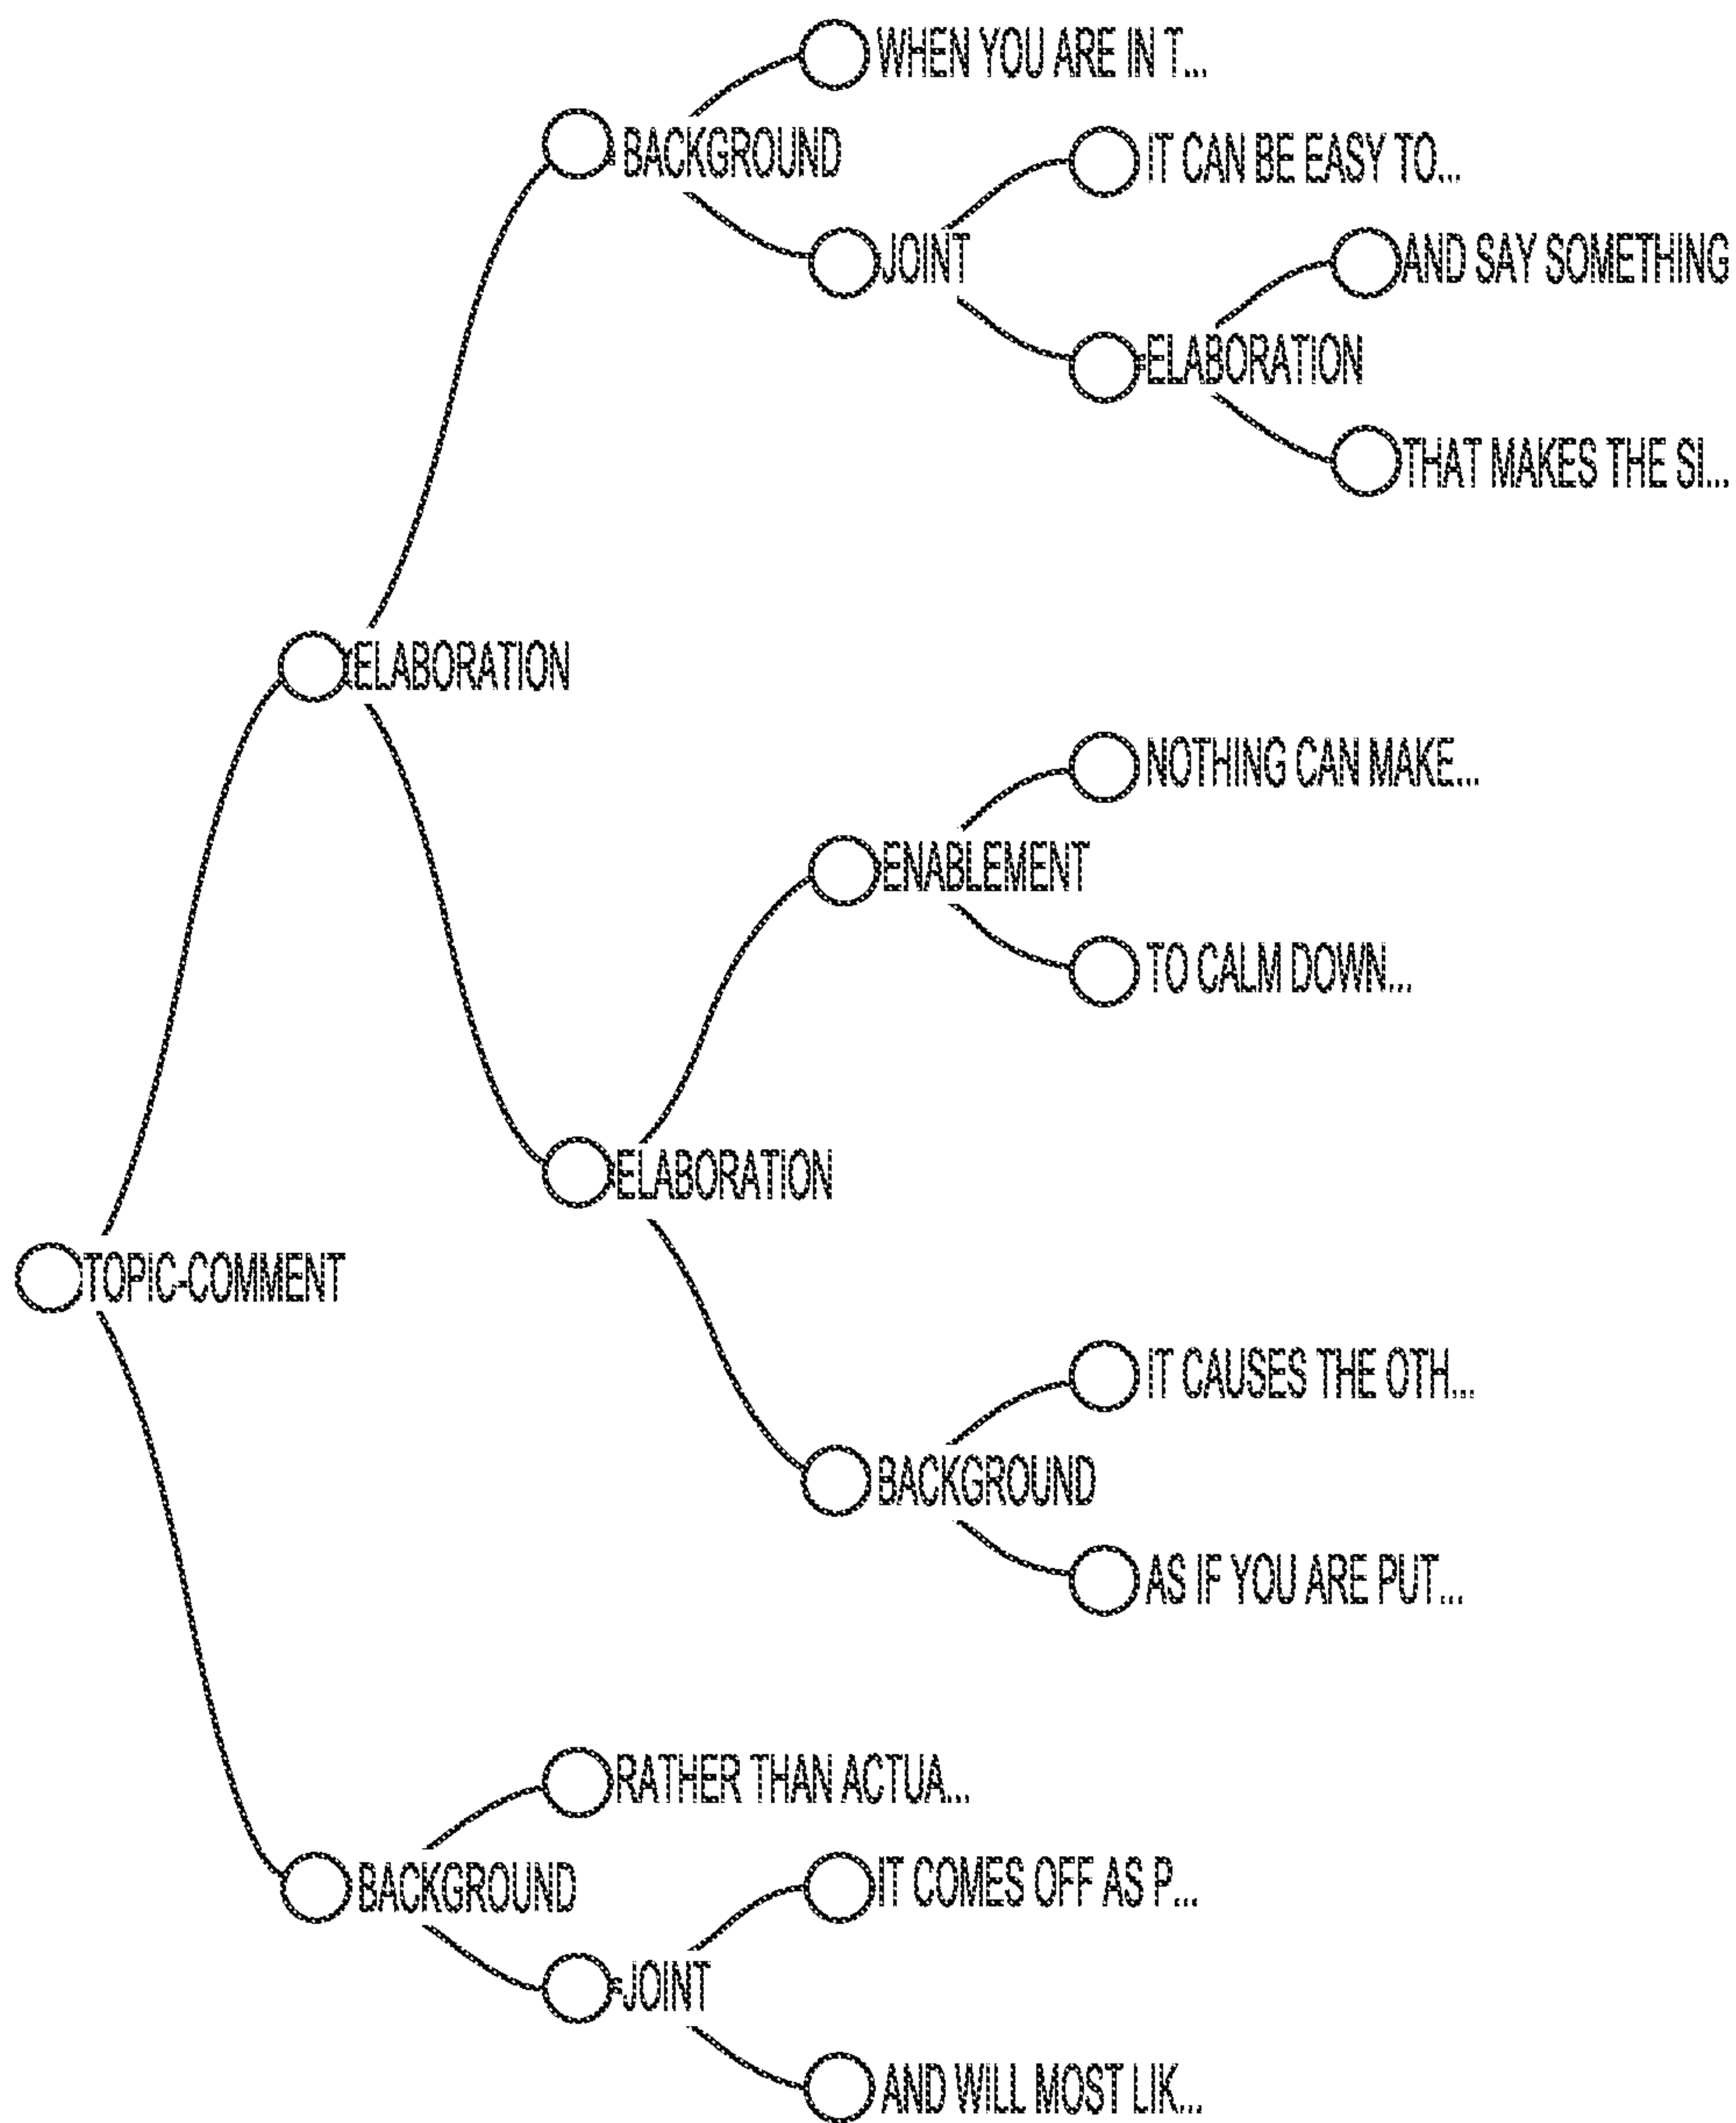 WHEN YOU ARE IN T...
BACKGROUND
IT CAN BE EASY TO...
JOINT
AND SAY SOMETHING
ELABORATION
THAT MAKES THE SI...
ELABORATION
NOTHING CAN MAKE...
ENABLEMENT
TO CALM DOWN...
ELABORATION
TOPIC-COMMENT
IT CAUSES THE OTH...
BACKGROUND
AS IF YOU ARE PUT...
RATHER THAN ACTUA...
BACKGROUND
IT COMES OFF AS P...
JOINT
AND WILL MOST LIK...